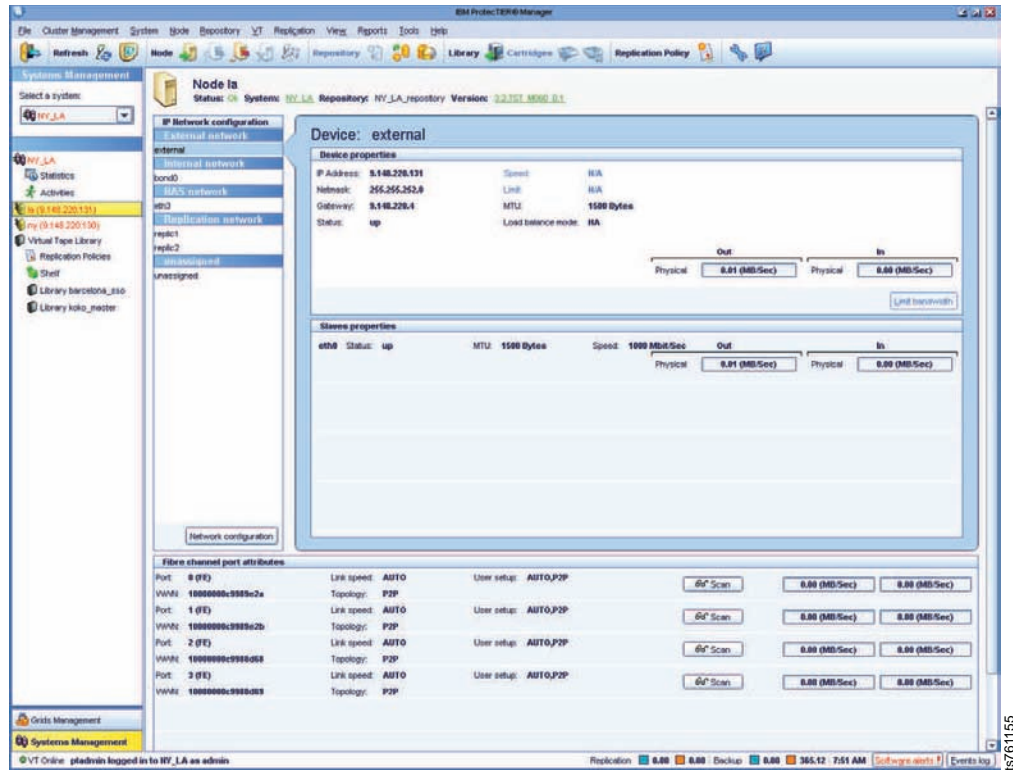 IBM ProtecTIER® Manager
File Cluster Management System Node Repository VT Replication View Reports Tools Help
Refresh Node Repository Library Cartridges Replication Policy
Systems Management
Select a system:
NY_LA
NY_LA
Statistics
Activities
la (9.148.220.131)
ny (9.148.220.130)
Virtual Tape Library
Replication Policies
Shelf
Library barcelona_sso
Library koko_master
Grids Management
Systems Management
Node la
Status: Ok System: NY_LA Repository: NY_LA_repository Version:
IP Network configuration
External network
external
Internal network
bond0
RAS network
eth3
Replication network
replic1
replic2
unassigned
unassigned
Network configuration
Device: external
Device properties
IP Address: 9.148.220.131 Speed: N/A
Netmask: 255.255.252.0 Limit: N/A
Gateway: 9.148.220.4 MTU: 1500 Bytes
Status: up Load balance mode: NA
Out In
Physical 0.01 (MB/Sec) Physical 0.00 (MB/Sec)
Limit bandwidth
Slaves properties
eth0 Status: up MTU: 1500 Bytes Speed: 1000 Mbit/Sec Out In
Physical 0.01 (MB/Sec) Physical 0.00 (MB/Sec)
Fibre channel port attributes
Port: 0 (FE) Link speed: AUTO User setup: AUTO,P2P Scan 0.00 (MB/Sec) 0.00 (MB/Sec)
WWN: 10000000c9989e2a Topology: P2P
Port: 1 (FE) Link speed: AUTO User setup: AUTO,P2P Scan 0.00 (MB/Sec) 0.00 (MB/Sec)
WWN: 10000000c9989e2b Topology: P2P
Port: 2 (FE) Link speed: AUTO User setup: AUTO,P2P Scan 0.00 (MB/Sec) 0.00 (MB/Sec)
WWN: 10000000c9988d68 Topology: P2P
Port: 3 (FE) Link speed: AUTO User setup: AUTO,P2P Scan 0.00 (MB/Sec) 0.00 (MB/Sec)
WWN: 10000000c9988d69 Topology: P2P
VT Online ptadmin logged in to NY_LA as admin Replication 0.00 0.00 Backup 0.00 365.12 7:51 AM Software alerts ! Events log
ts761155